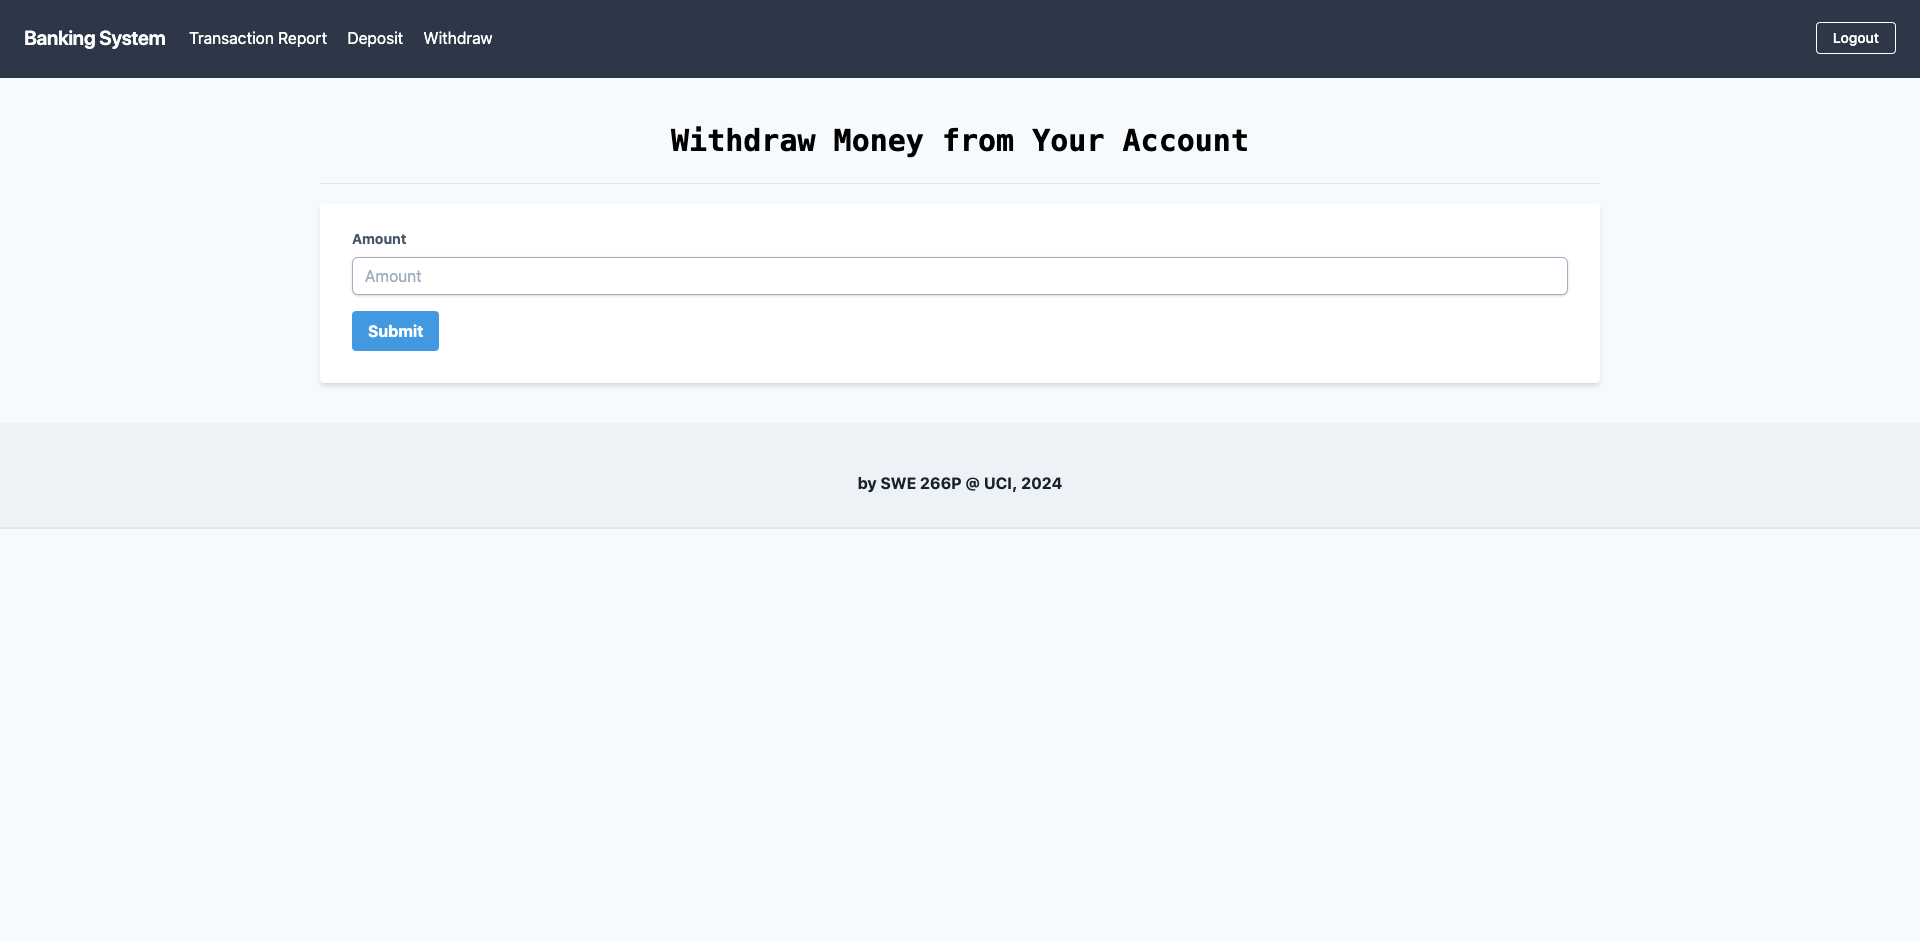 Banking System Transaction Report Deposit Withdraw Logout
Withdraw Money from Your Account
Amount
Amount
Submit
by SWE 266P @ UCI, 2024